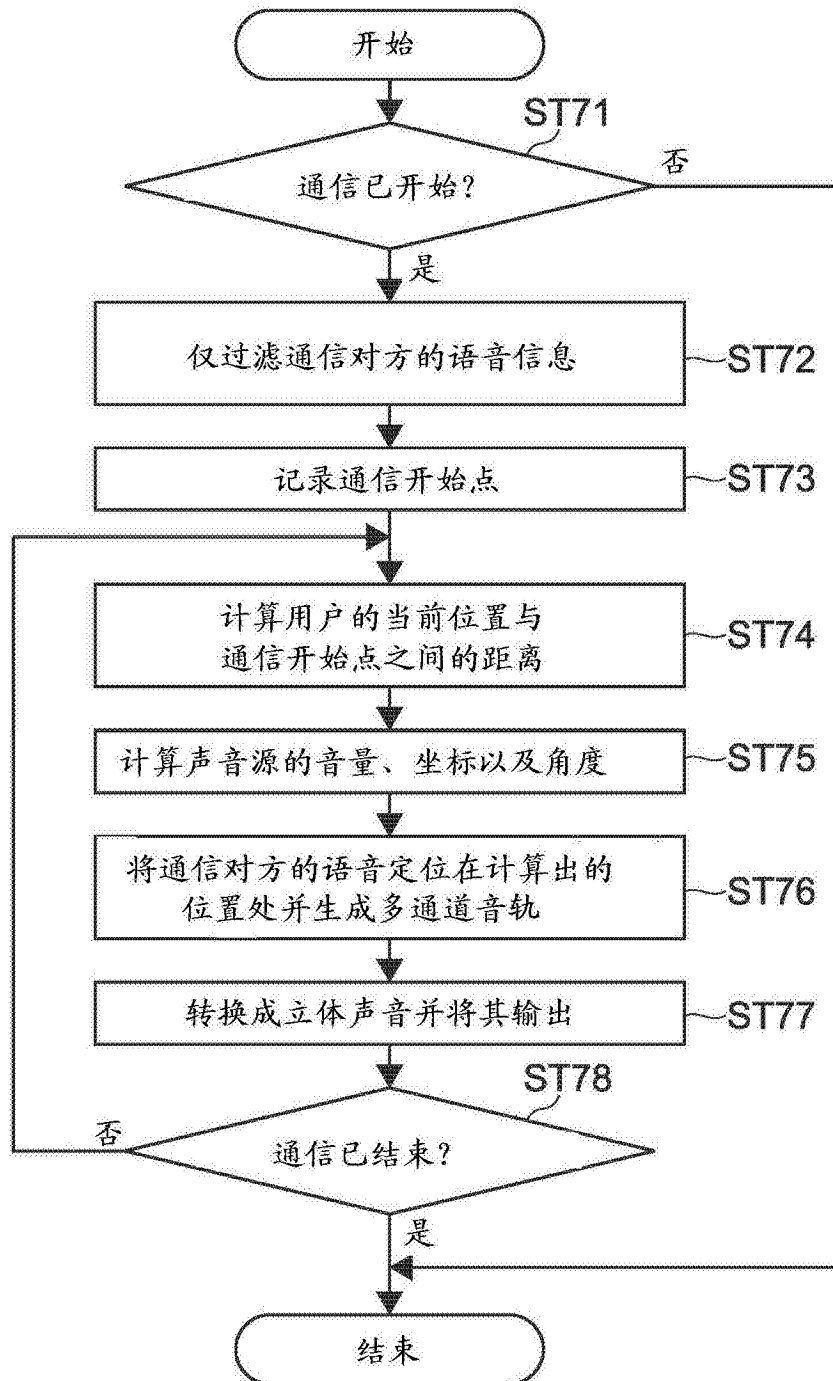 开始
ST71
通信已开始?
否
是
仅过滤通信对方的语音信息
ST72
记录通信开始点
ST73
计算用户的当前位置与
通信开始点之间的距离
ST74
计算声音源的音量、坐标以及角度
ST75
将通信对方的语音定位在计算出的
位置处并生成多通道音轨
ST76
转换成立体声音并将其输出
ST77
ST78
否
通信已结束?
是
结束